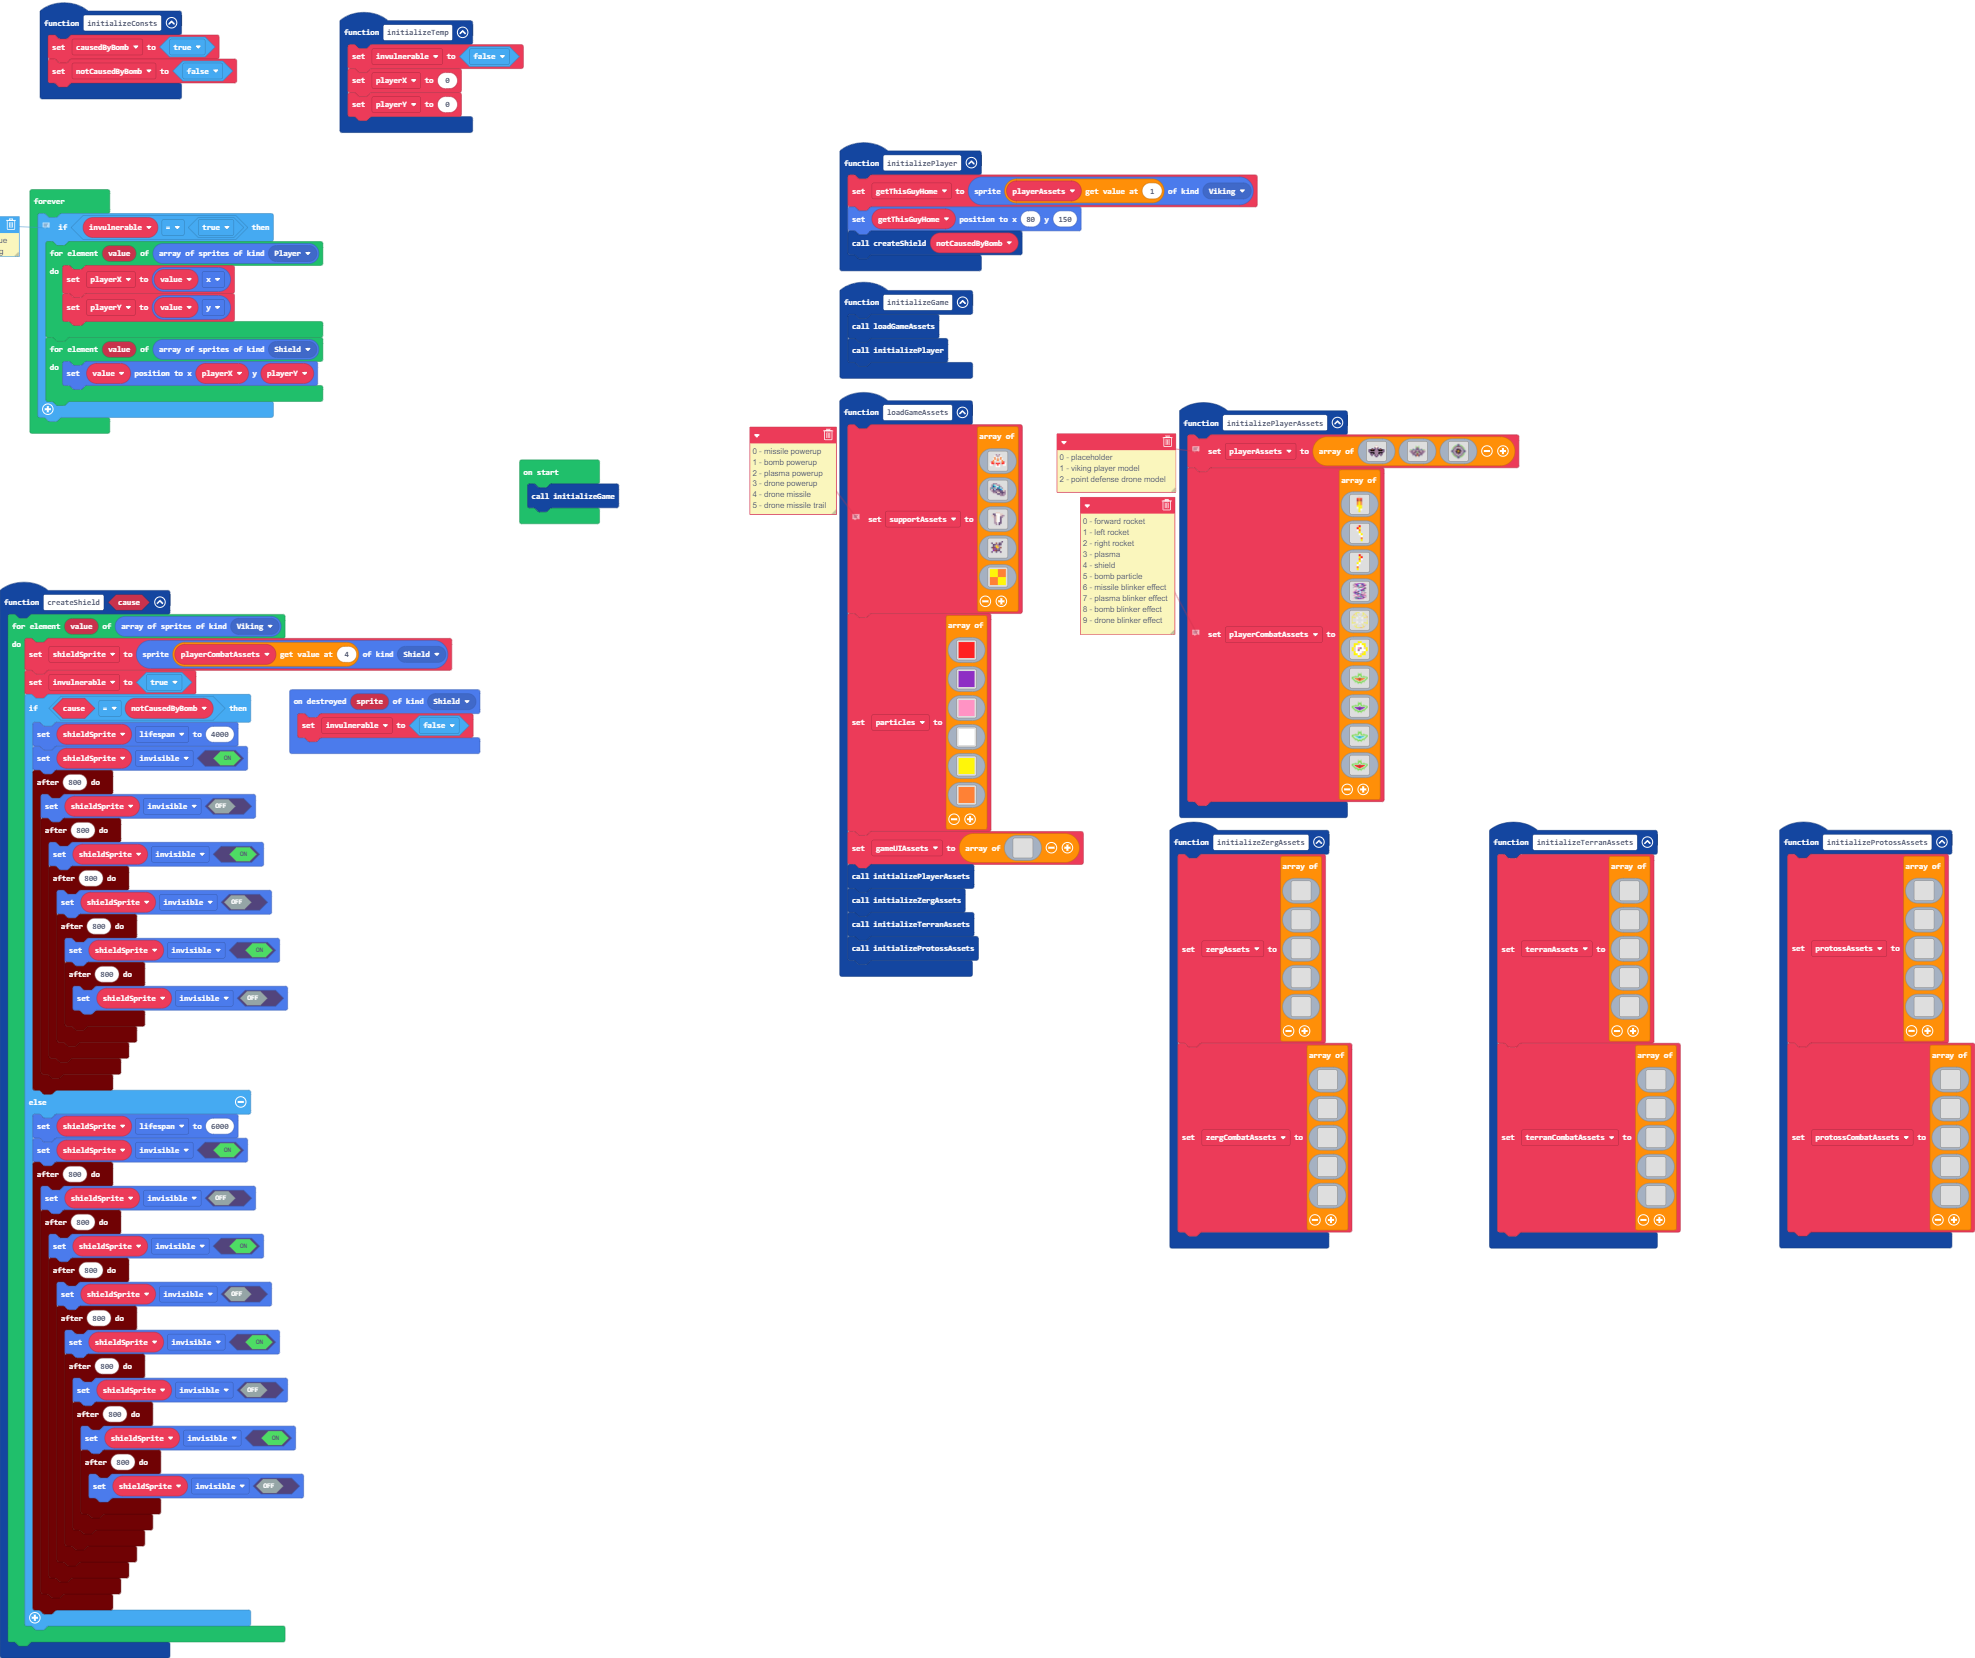 function initializeConsts
set causedByBomb to true
set notCausedByBomb to false
function initializeTemp
set invulnerable to false
set playerX to 0
set playerY to 0
function initializePlayer
set getThisGuyHome to sprite playerAssets get value at 1 of kind Viking
set getThisGuyHome position to x 80 y 150
call createShield notCausedByBomb
forever
if invulnerable = true then
for element value of array of sprites of kind Player
do
set playerX to value x
set playerY to value y
for element value of array of sprites of kind Shield
do
set value position to x playerX y playerY
function initializeGame
call loadGameAssets
call initializePlayer
on start
call initializeGame
function loadGameAssets
0 - missile powerup
1 - bomb powerup
2 - plasma powerup
3 - drone powerup
4 - drone missile
5 - drone missile trail
set supportAssets to array of
set particles to array of
set gameUIAssets to array of
call initializePlayerAssets
call initializeZergAssets
call initializeTerranAssets
call initializeProtossAssets
function initializePlayerAssets
0 - placeholder
1 - viking player model
2 - point defense drone model
set playerAssets to array of
0 - forward rocket
1 - left rocket
2 - right rocket
3 - plasma
4 - shield
5 - bomb particle
6 - missile blinker effect
7 - plasma blinker effect
8 - bomb blinker effect
9 - drone blinker effect
set playerCombatAssets to array of
function createShield cause
for element value of array of sprites of kind Viking
do
set shieldSprite to sprite playerCombatAssets get value at 4 of kind Shield
set invulnerable to true
if cause = notCausedByBomb then
set shieldSprite lifespan to 4000
set shieldSprite invisible ON
after 800 do
set shieldSprite invisible OFF
after 800 do
set shieldSprite invisible ON
after 800 do
set shieldSprite invisible OFF
after 800 do
set shieldSprite invisible ON
after 800 do
set shieldSprite invisible OFF
else
set shieldSprite lifespan to 6000
set shieldSprite invisible ON
after 800 do
set shieldSprite invisible OFF
after 800 do
set shieldSprite invisible ON
after 800 do
set shieldSprite invisible OFF
after 800 do
set shieldSprite invisible ON
after 800 do
set shieldSprite invisible OFF
after 800 do
set shieldSprite invisible ON
after 800 do
set shieldSprite invisible OFF
on destroyed sprite of kind Shield
set invulnerable to false
function initializeZergAssets
set zergAssets to array of
set zergCombatAssets to array of
function initializeTerranAssets
set terranAssets to array of
set terranCombatAssets to array of
function initializeProtossAssets
set protossAssets to array of
set protossCombatAssets to array of